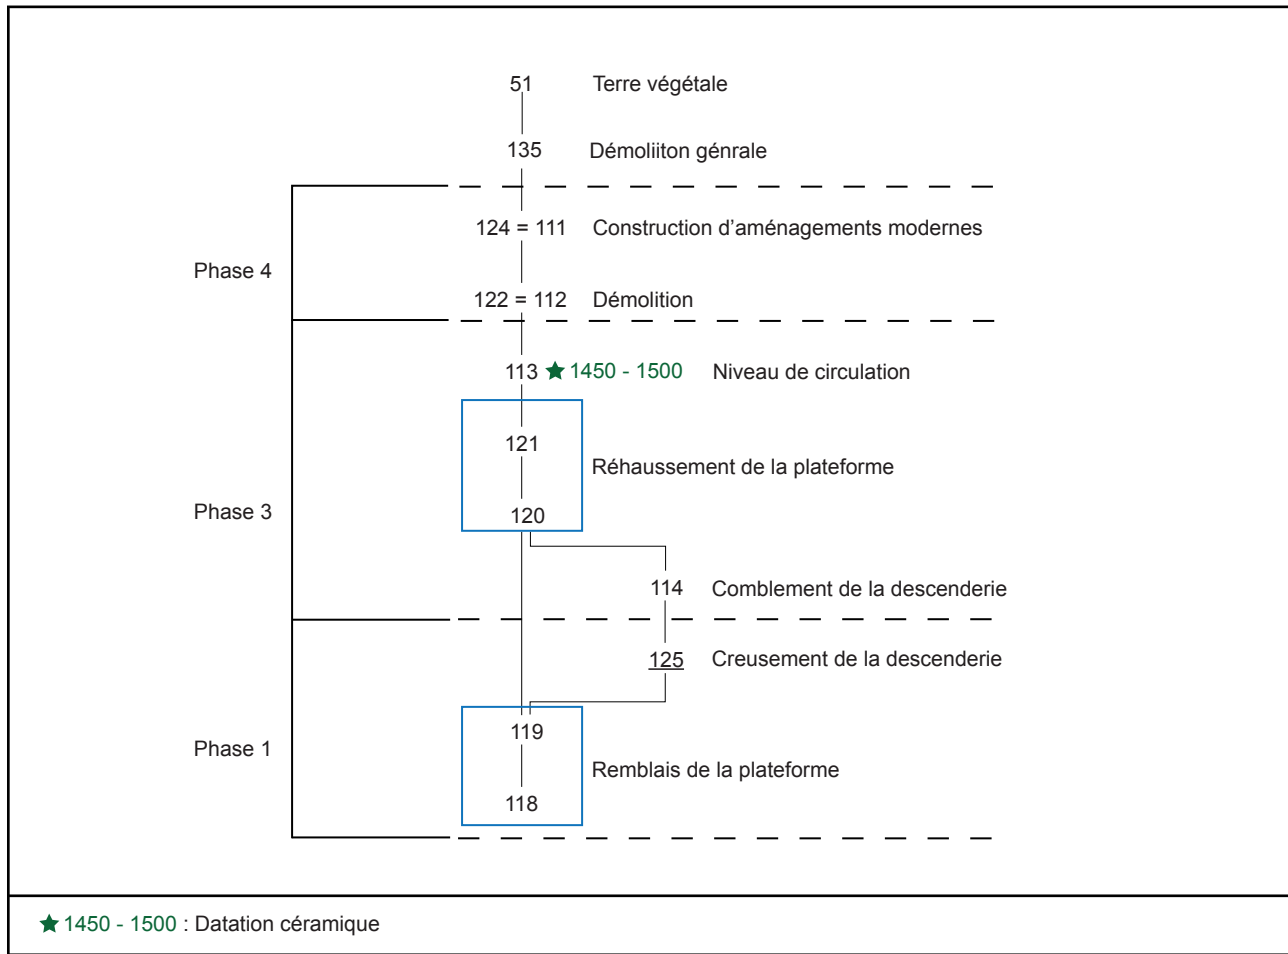 51 Terre végétale
135 Démoliiton génrale
124 = 111 Construction d’aménagements modernes
Phase 4
122 = 112 Démolition
113 ★ 1450 - 1500 Niveau de circulation
121
Réhaussement de la plateforme
Phase 3
120
114 Comblement de la descenderie
125 Creusement de la descenderie
119
Phase 1
Remblais de la plateforme
118
★ 1450 - 1500 : Datation céramique